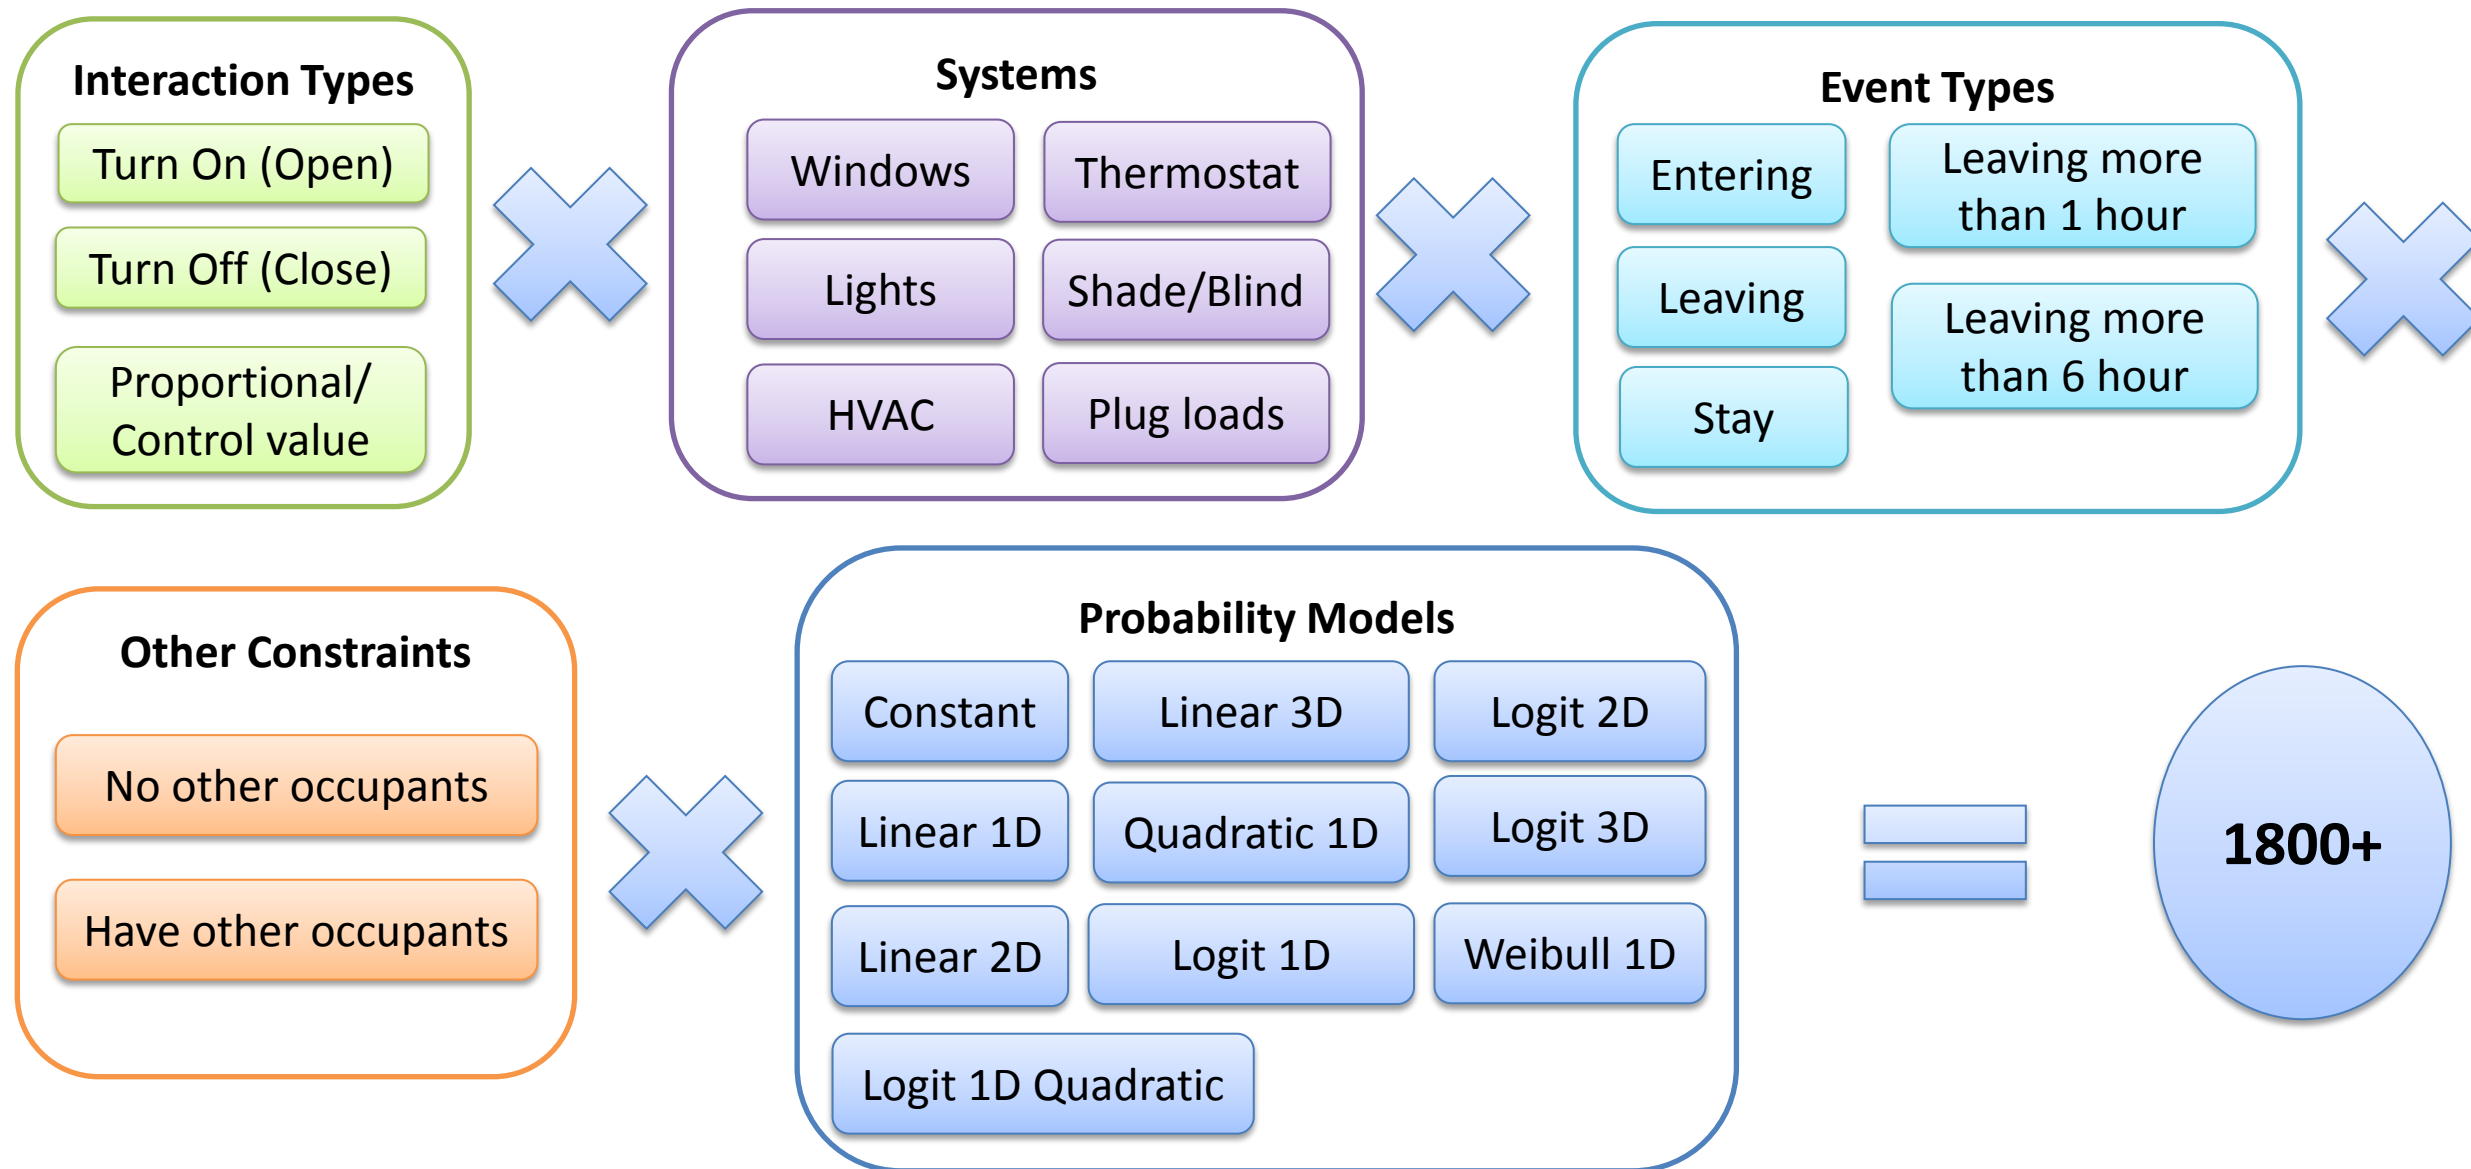 Interaction Types
Turn On (Open)
Turn Off (Close)
Proportional/
Control value
Systems
Windows
Thermostat
Lights
Shade/Blind
HVAC
Plug loads
Event Types
Entering
Leaving more
than 1 hour
Leaving
Leaving more
than 6 hour
Stay
Other Constraints
No other occupants
Have other occupants
Probability Models
Constant
Linear 3D
Logit 2D
Linear 1D
Quadratic 1D
Logit 3D
Linear 2D
Logit 1D
Weibull 1D
Logit 1D Quadratic
1800+